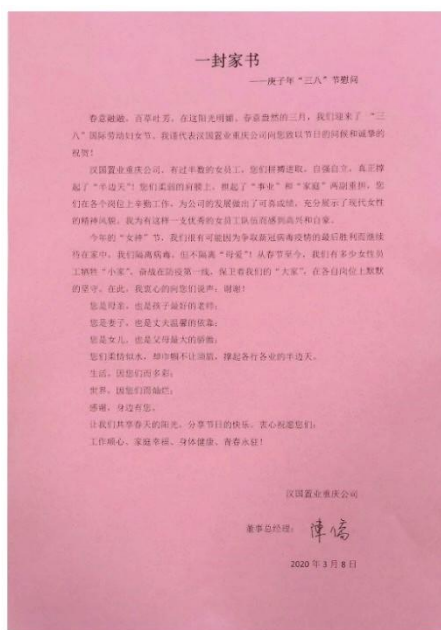 一封家书
——庚子年“三八”节慰问
春意融融，百草吐芳。在这阳光明媚、春意盎然的三月，我们迎来了“三
八”国际劳动妇女节。我谨代表汉国置业重庆公司向您致以节日的问候和诚挚的
祝贺！
汉国置业重庆公司，有过半数的女员工，您们拼搏进取、自强自立，真正撑
起了“半边天”！您们柔弱的肩膀上，担起了“事业”和“家庭”两副重担，您
们在各个岗位上辛勤工作，为公司的发展做出了可喜成绩，充分展示了现代女性
的精神风貌。我为有这样一支优秀的女员工队伍而感到高兴和自豪。
今年的“女神”节，我们很有可能因为争取新冠病毒疫情的最后胜利而继续
待在家中，我们隔离病毒，但不隔离“母爱”！从春节至今，我们有多少女性员
工牺牲“小家”，奋战在防疫第一线，保卫着我们的“大家”，在各自岗位上默默
的坚守。在此，我衷心的向您们说声：谢谢！
您是母亲，也是孩子最好的老师；
您是妻子，也是丈夫温馨的依靠；
您是女儿，也是父母最大的骄傲；
您们柔情似水，却巾帼不让须眉，撑起各行各业的半边天。
生活，因您们而多彩；
世界，因您们而灿烂；
感谢，身边有您。
让我们共享春天的阳光、分享节日的快乐。衷心祝愿您们：
工作顺心、家庭幸福、身体健康、青春永驻！
汉国置业重庆公司
董事总经理：
2020 年 3 月 8 日